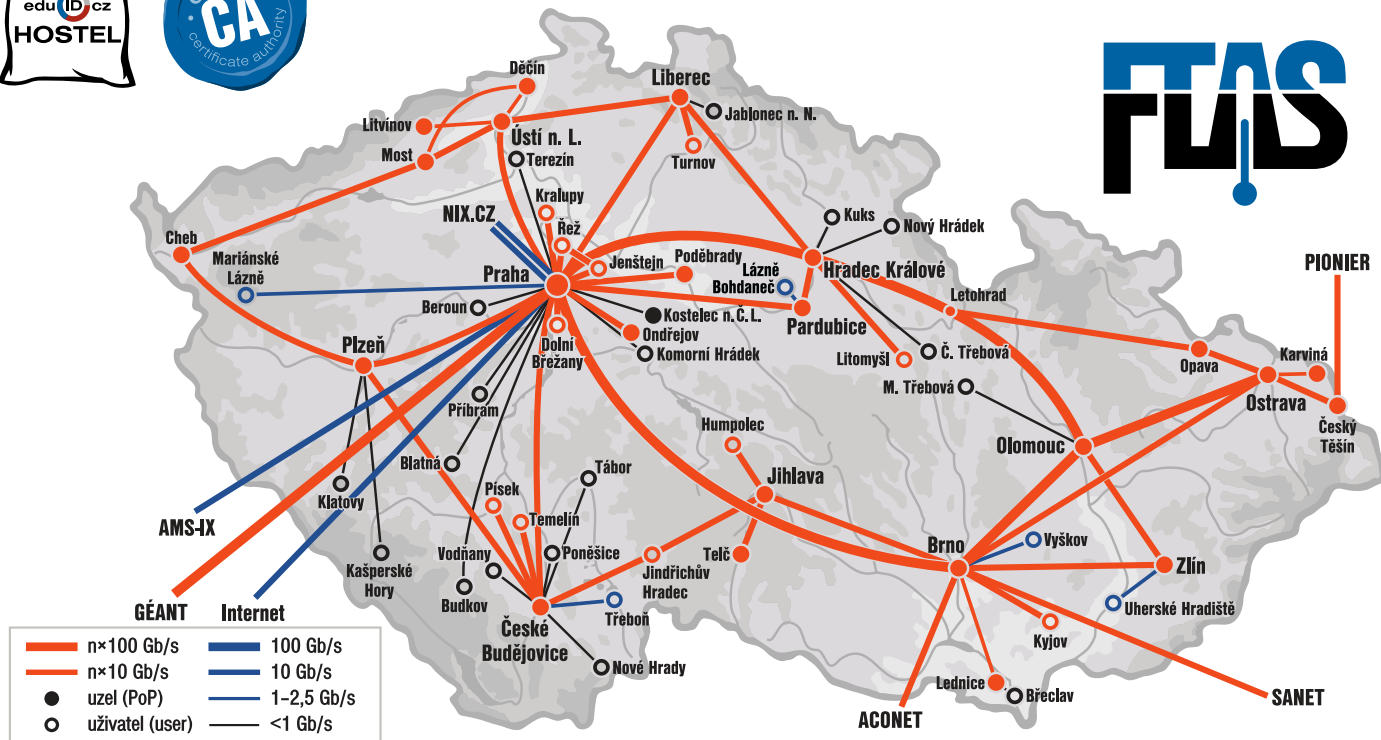 edu ID cz
HOSTEL
CA
certificate authority
FTAS
Děčín
Liberec
Litvínov
Jablonec n. N.
Ústí n. L.
Most
Terezín
Turnov
Kralupy
NIX.CZ
Řež
Kuks
Nový Hrádek
Cheb
Mariánské
Lázně
Praha
Jenštejn
Poděbrady
Lázně
Bohdaneč
Hradec Králové
PIONIER
Letohrad
Beroun
Kostelec n.Č.L.
Pardubice
Ondřejov
Dolní
Břežany
Komorní Hrádek
Plzeň
Litomyšl
Č. Třebová
Opava
Karviná
M. Třebová
Ostrava
Příbram
Český
Těšín
Humpolec
Olomouc
Blatná
Tábor
Jihlava
Klatovy
Písek
Temelín
AMS-IX
Vodňany
Poněšice
Telč
Brno
Vyškov
Kašperské
Hory
Jindřichův
Hradec
Zlín
Budkov
GÉANT
Internet
Třeboň
Uherské Hradiště
České
Budějovice
Kyjov
n×100 Gb/s
100 Gb/s
n×10 Gb/s
10 Gb/s
Nové Hrady
uzel (PoP)
1–2,5 Gb/s
Lednice
Břeclav
SANET
uživatel (user)
<1 Gb/s
ACONET